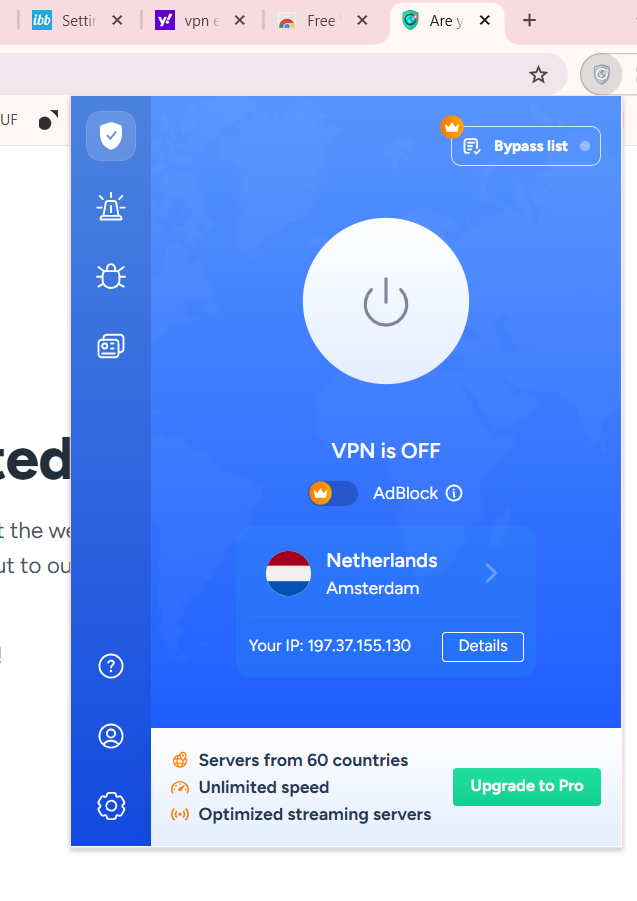 ibb Settin
y! vpn e
Free
Are y
UF
Bypass list
ted
t the we
ut to ou
VPN is OFF
AdBlock
Netherlands
Amsterdam
Your IP: 197.37.155.130
Details
Servers from 60 countries
Unlimited speed
Optimized streaming servers
Upgrade to Pro